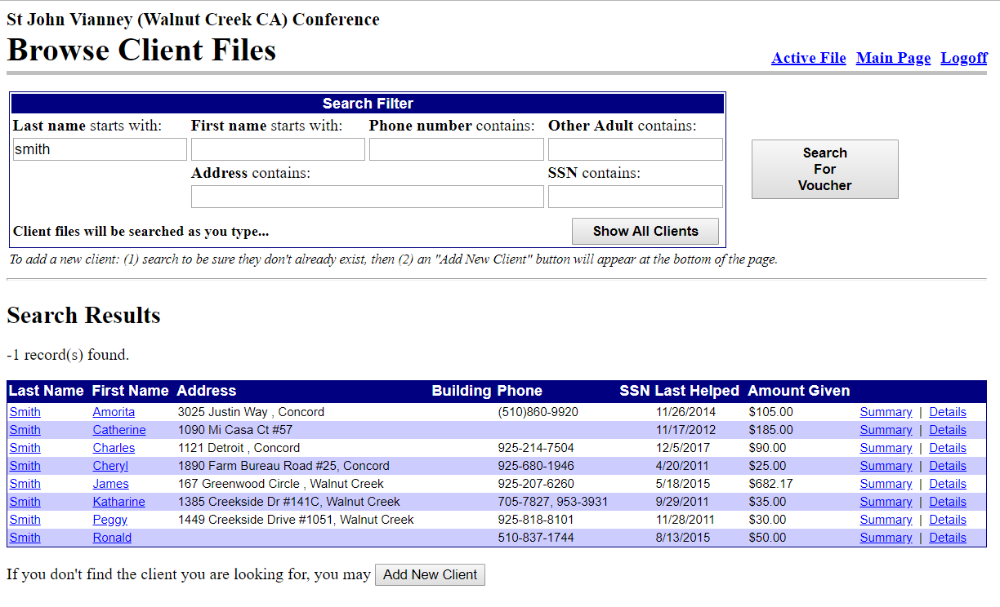 St John Vianney (Walnut Creek CA) Conference
Browse Client Files
Active File Main Page Logoff
Search Filter
Last name starts with: First name starts with: Phone number contains: Other Adult contains:
smith
Address contains: SSN contains:
Search
For
Voucher
Client files will be searched as you type... Show All Clients
To add a new client: (1) search to be sure they don't already exist, then (2) an "Add New Client" button will appear at the bottom of the page.
Search Results
-1 record(s) found.
Last Name First Name Address Building Phone SSN Last Helped Amount Given
Smith Amorita 3025 Justin Way , Concord (510)860-9920 11/26/2014 $105.00 Summary | Details
Smith Catherine 1090 Mi Casa Ct #57 11/17/2012 $185.00 Summary | Details
Smith Charles 1121 Detroit , Concord 925-214-7504 12/5/2017 $90.00 Summary | Details
Smith Cheryl 1890 Farm Bureau Road #25, Concord 925-680-1946 4/20/2011 $25.00 Summary | Details
Smith James 167 Greenwood Circle , Walnut Creek 925-207-6260 5/18/2015 $682.17 Summary | Details
Smith Katharine 1385 Creekside Dr #141C, Walnut Creek 705-7827, 953-3931 9/29/2011 $35.00 Summary | Details
Smith Peggy 1449 Creekside Drive #1051, Walnut Creek 925-818-8101 11/28/2011 $30.00 Summary | Details
Smith Ronald 510-837-1744 8/13/2015 $50.00 Summary | Details
If you don't find the client you are looking for, you may Add New Client